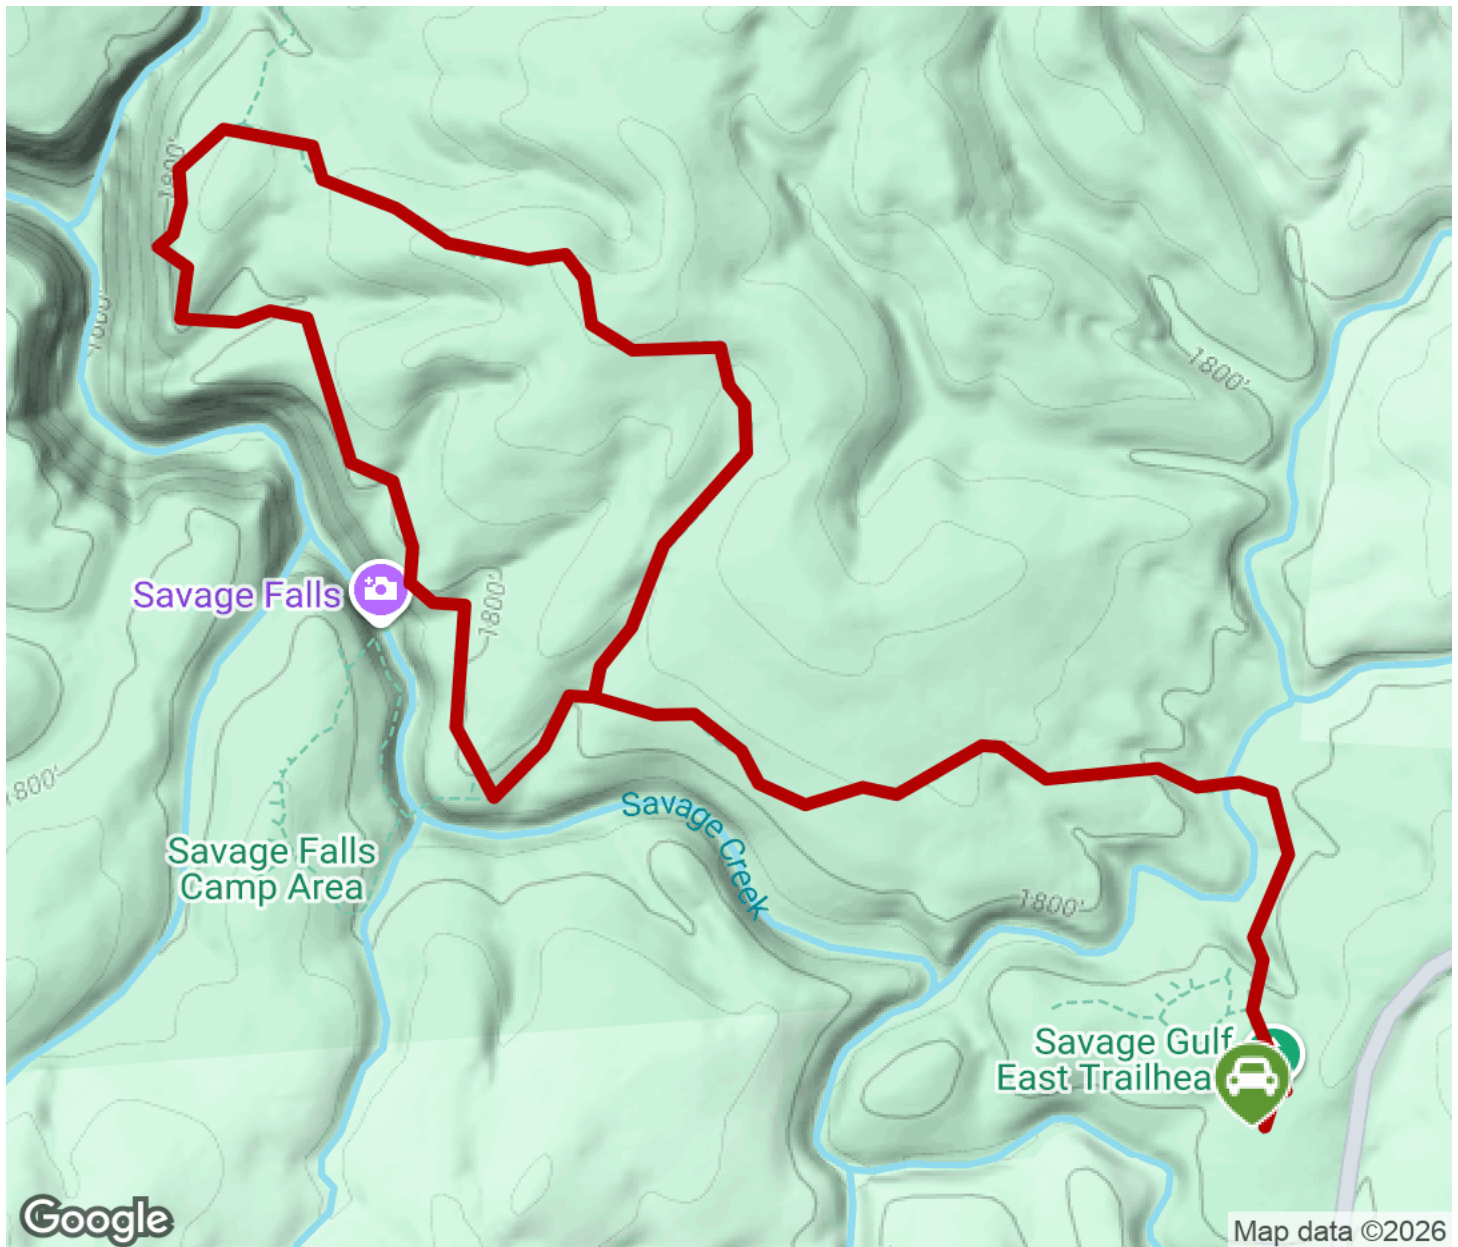 1800'
1800'
1800'
Savage Falls
1800'
1800'
Savage Creek
Savage Falls
Camp Area
1800'
Savage Gulf
East Trailhea
Google
Map data ©2026